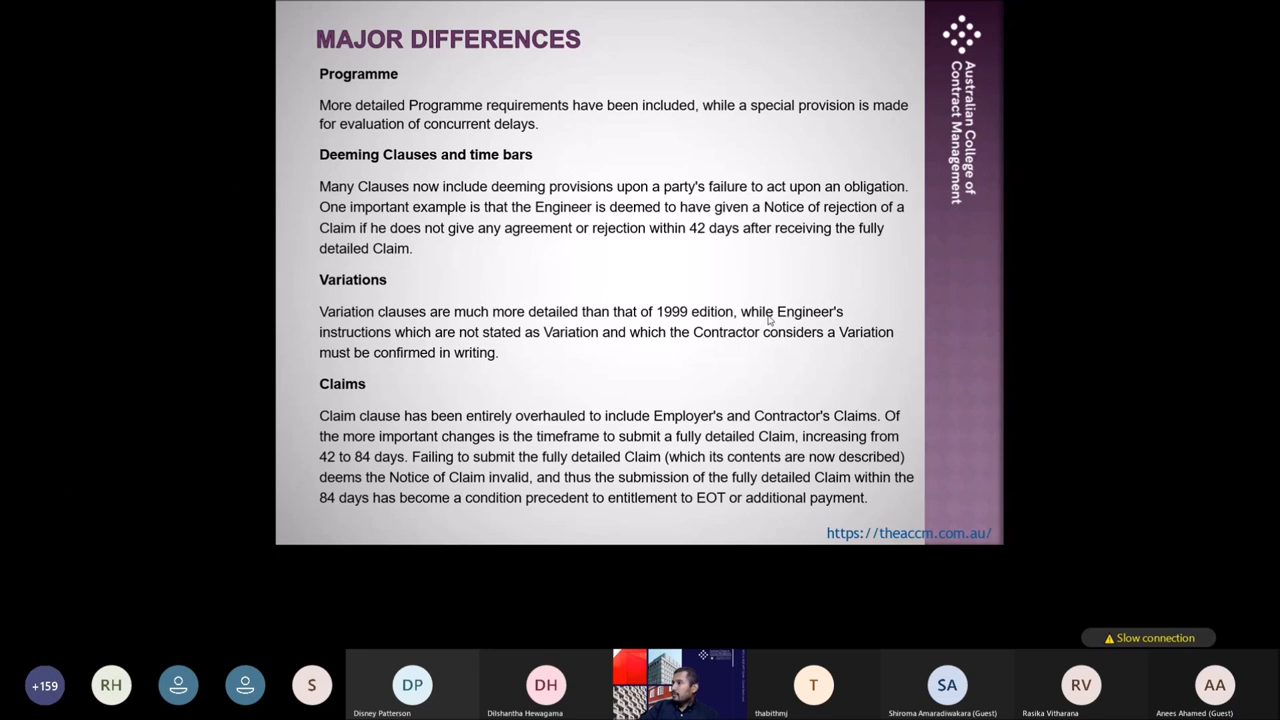 MAJOR DIFFERENCES
Programme
More detailed Programme requirements have been included, while a special provision is made
for evaluation of concurrent delays.
Deeming Clauses and time bars
Many Clauses now include deeming provisions upon a party's failure to act upon an obligation.
One important example is that the Engineer is deemed to have given a Notice of rejection of a
Claim if he does not give any agreement or rejection within 42 days after receiving the fully
detailed Claim.
Variations
Variation clauses are much more detailed than that of 1999 edition, while Engineer's
instructions which are not stated as Variation and which the Contractor considers a Variation
must be confirmed in writing.
Claims
Claim clause has been entirely overhauled to include Employer's and Contractor's Claims. Of
the more important changes is the timeframe to submit a fully detailed Claim, increasing from
42 to 84 days. Failing to submit the fully detailed Claim (which its contents are now described)
deems the Notice of Claim invalid, and thus the submission of the fully detailed Claim within the
84 days has become a condition precedent to entitlement to EOT or additional payment.
https://theaccm.com.au/
Australian College of
Contract Management
Slow connection
+159
RH
S
DP
Disney Patterson
DH
Dilshantha Hewagama
T
thabithmj
SA
Shiroma Amaradiwakara (Guest)
RV
Rasika Vitharana
AA
Anees Ahamed (Guest)